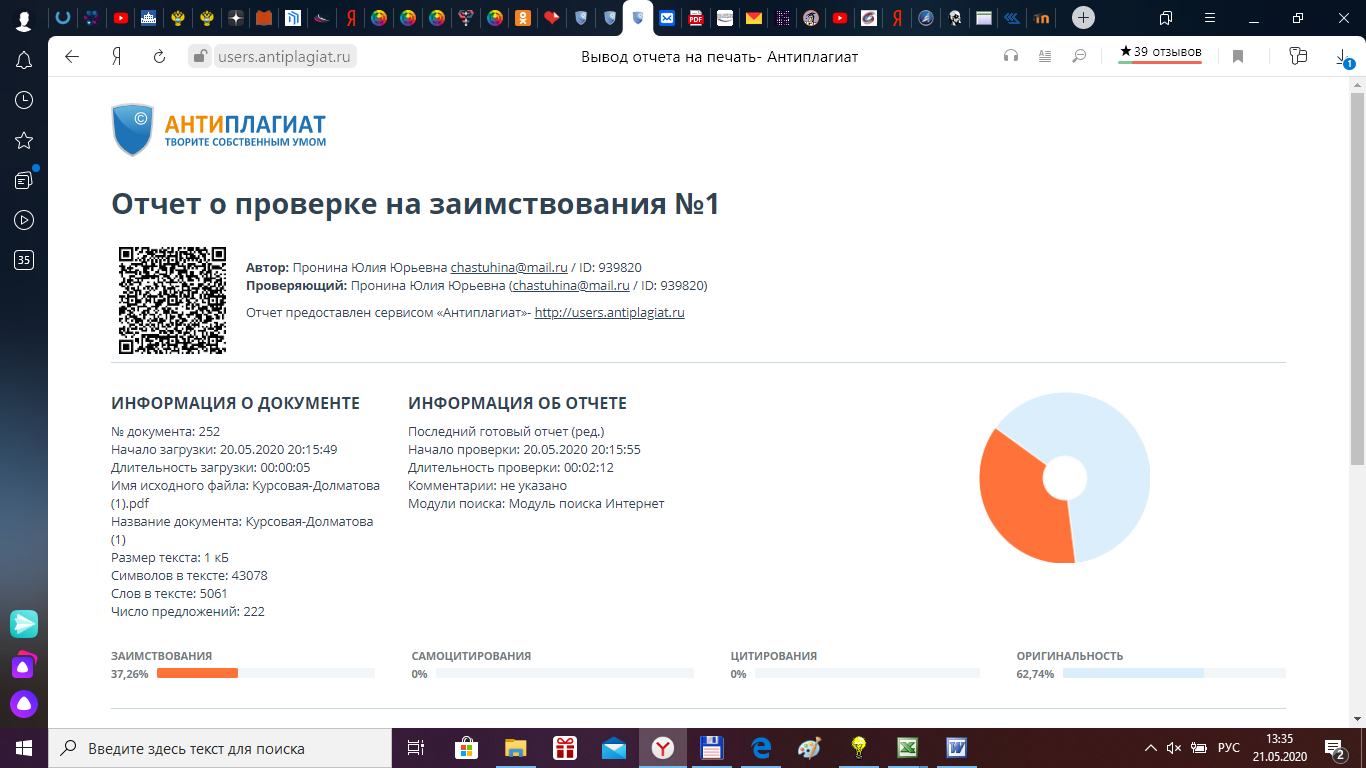 users.antiplagiat.ru
Вывод отчета на печать- Антиплагиат
★39 отзывов
1
35
©
АНТИПЛАГИАТ
ТВОРИТЕ СОБСТВЕННЫМ УМОМ
Отчет о проверке на заимствования №1
Автор: Пронина Юлия Юрьевна chastuhina@mail.ru / ID: 939820
Проверяющий: Пронина Юлия Юрьевна (chastuhina@mail.ru / ID: 939820)
Отчет предоставлен сервисом «Антиплагиат»- http://users.antiplagiat.ru
ИНФОРМАЦИЯ О ДОКУМЕНТЕ
№ документа: 252
Начало загрузки: 20.05.2020 20:15:49
Длительность загрузки: 00:00:05
Имя исходного файла: Курсовая-Долматова
(1).pdf
Название документа: Курсовая-Долматова
(1)
Размер текста: 1 кБ
Символов в тексте: 43078
Слов в тексте: 5061
Число предложений: 222
ИНФОРМАЦИЯ ОБ ОТЧЕТЕ
Последний готовый отчет (ред.)
Начало проверки: 20.05.2020 20:15:55
Длительность проверки: 00:02:12
Комментарии: не указано
Модули поиска: Модуль поиска Интернет
ЗАИМСТВОВАНИЯ
37,26%
САМОЦИТИРОВАНИЯ
0%
ЦИТИРОВАНИЯ
0%
ОРИГИНАЛЬНОСТЬ
62,74%
Введите здесь текст для поиска
РУС
13:35
21.05.2020
2